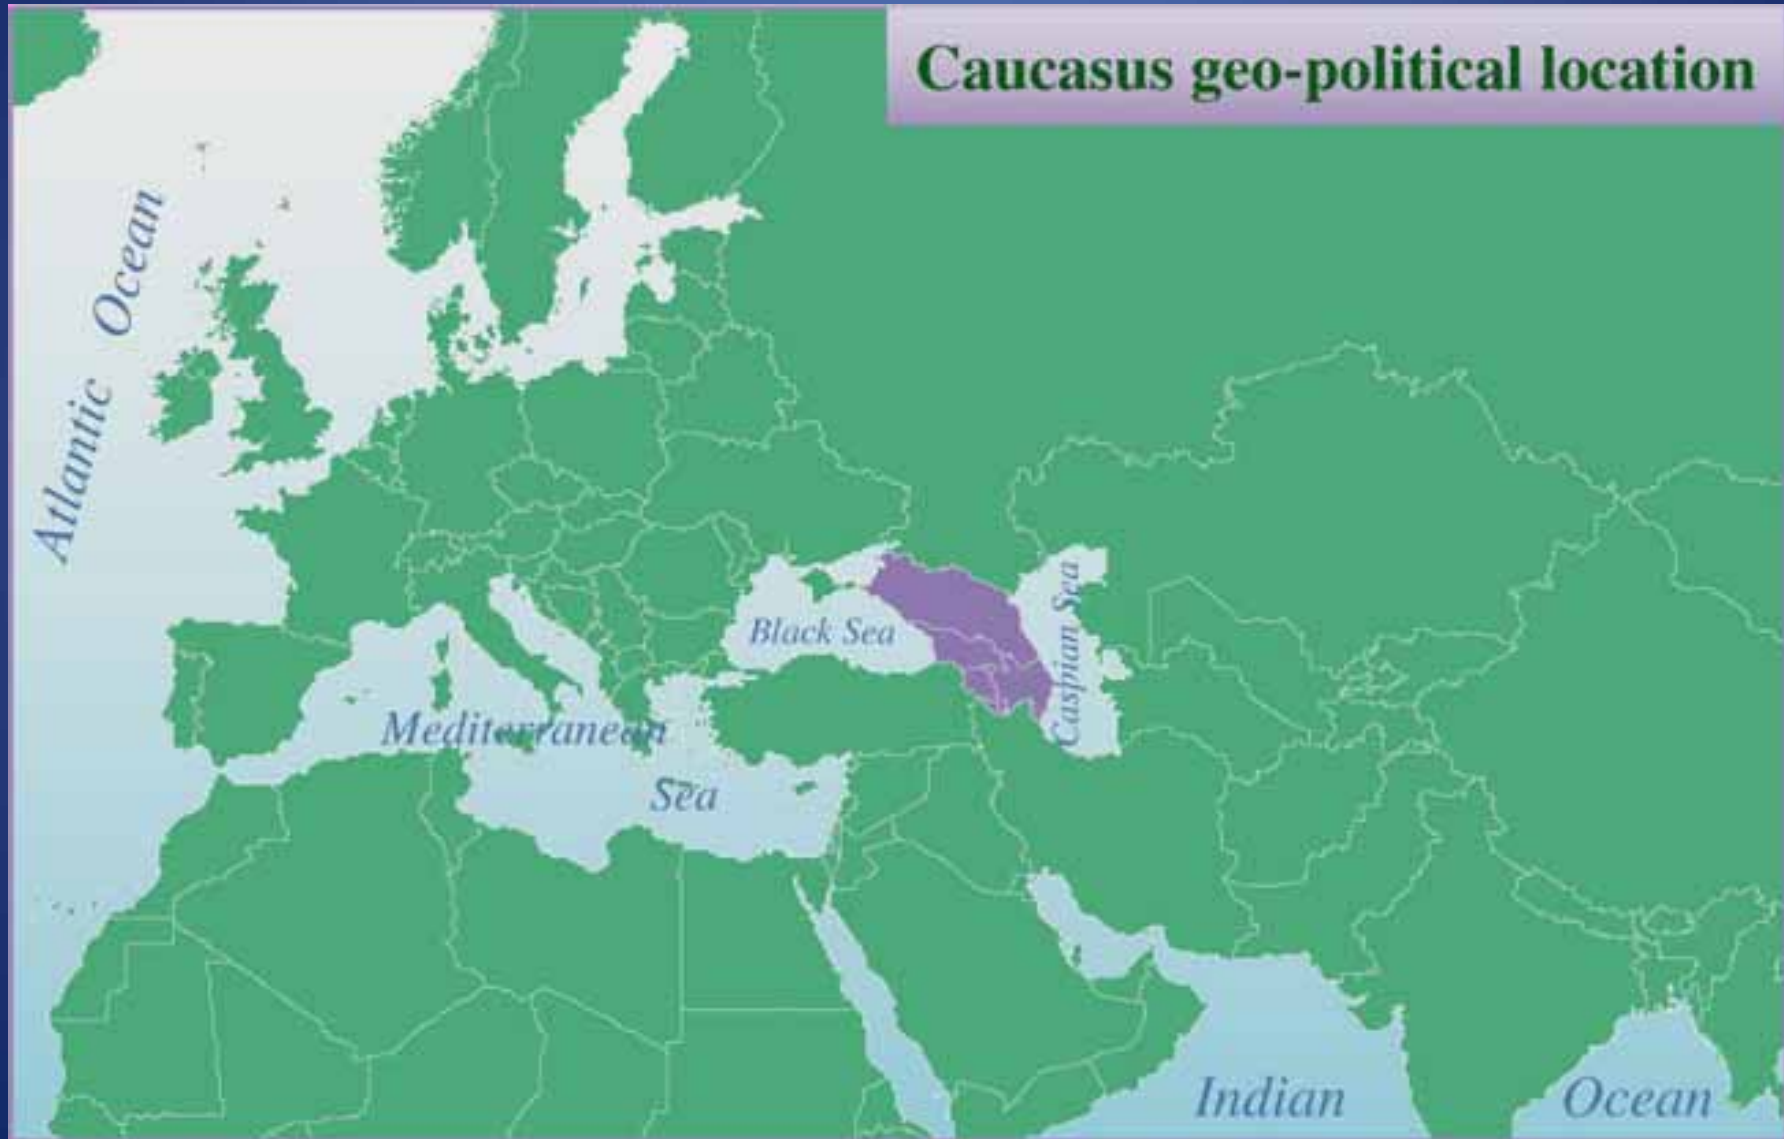 Caucasus geo-political location
Atlantic Ocean
Black Sea
Caspian Sea
Mediterranean
Sea
Indian Ocean